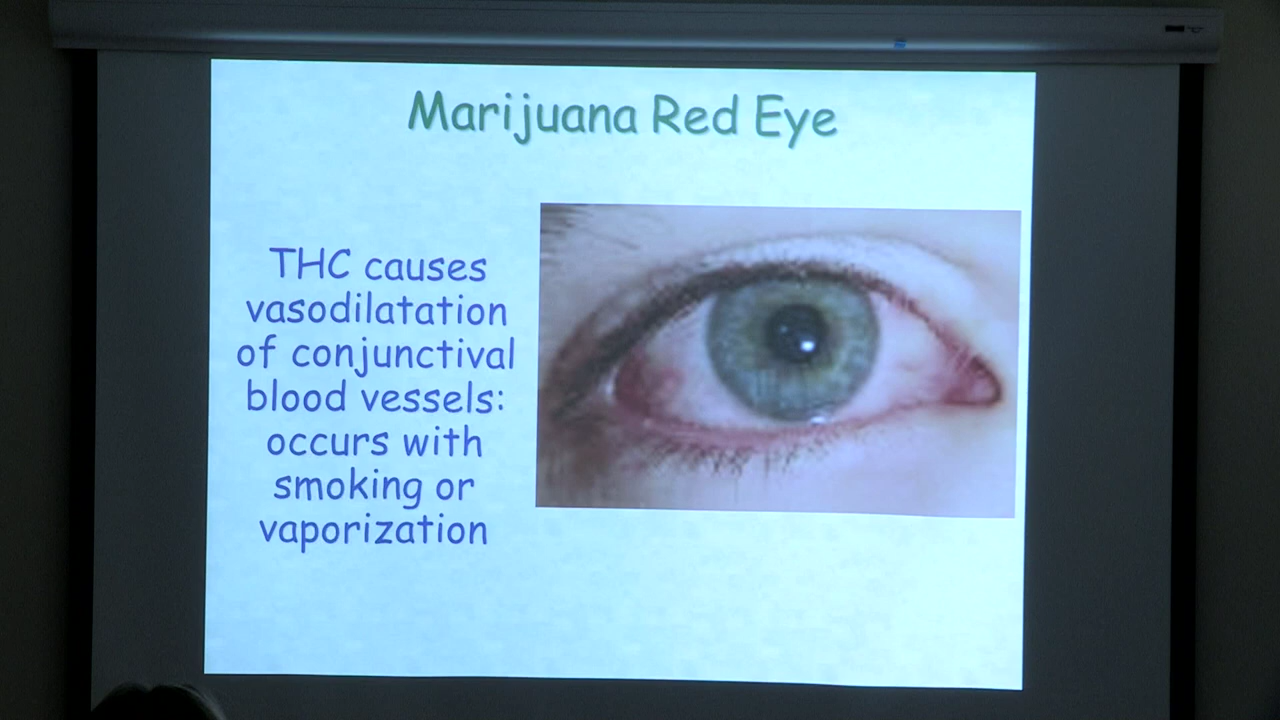 Marijuana Red Eye
THC causes
vasodilatation
of conjunctival
blood vessels:
occurs with
smoking or
vaporization